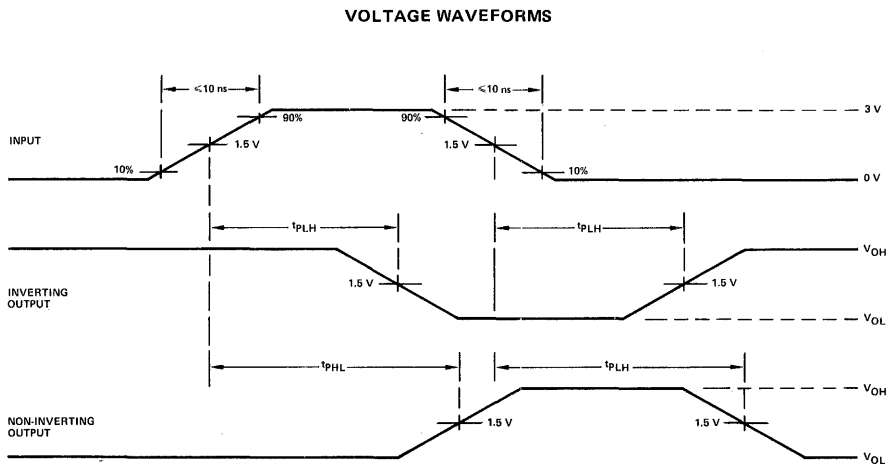 VOLTAGE WAVEFORMS
≤10 ns
≤10 ns
3 V
90%
90%
INPUT
1.5 V
1.5 V
10%
10%
0 V
tPLH
tPLH
VOH
1.5 V
1.5 V
INVERTING
OUTPUT
VOL
tPHL
tPLH
VOH
NON-INVERTING
OUTPUT
1.5 V
1.5 V
VOL